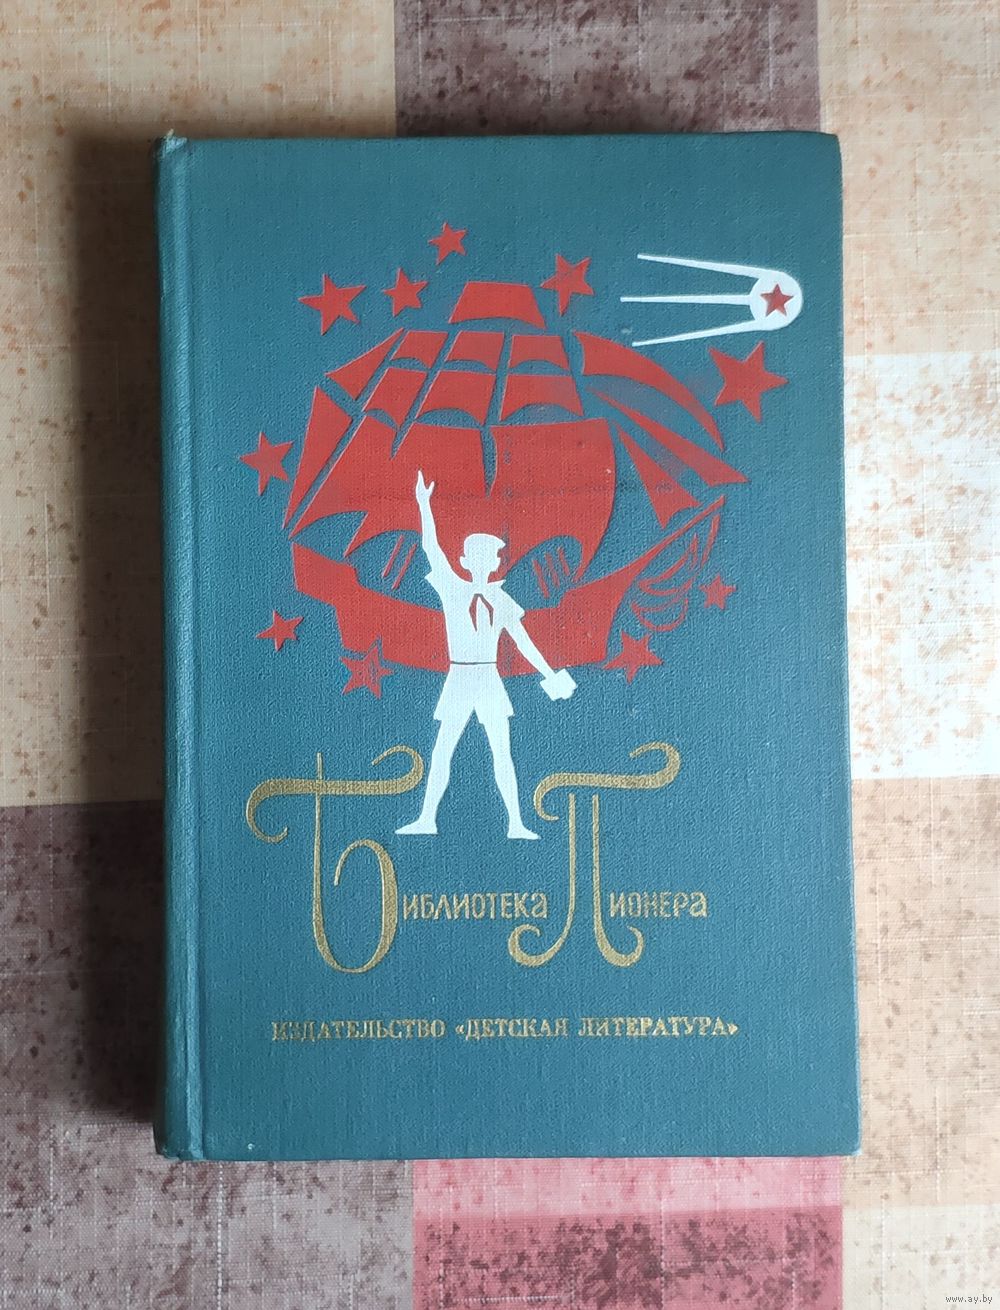 Библиотека Пионера
ИЗДАТЕЛЬСТВО «ДЕТСКАЯ ЛИТЕРАТУРА»
www.ay.by